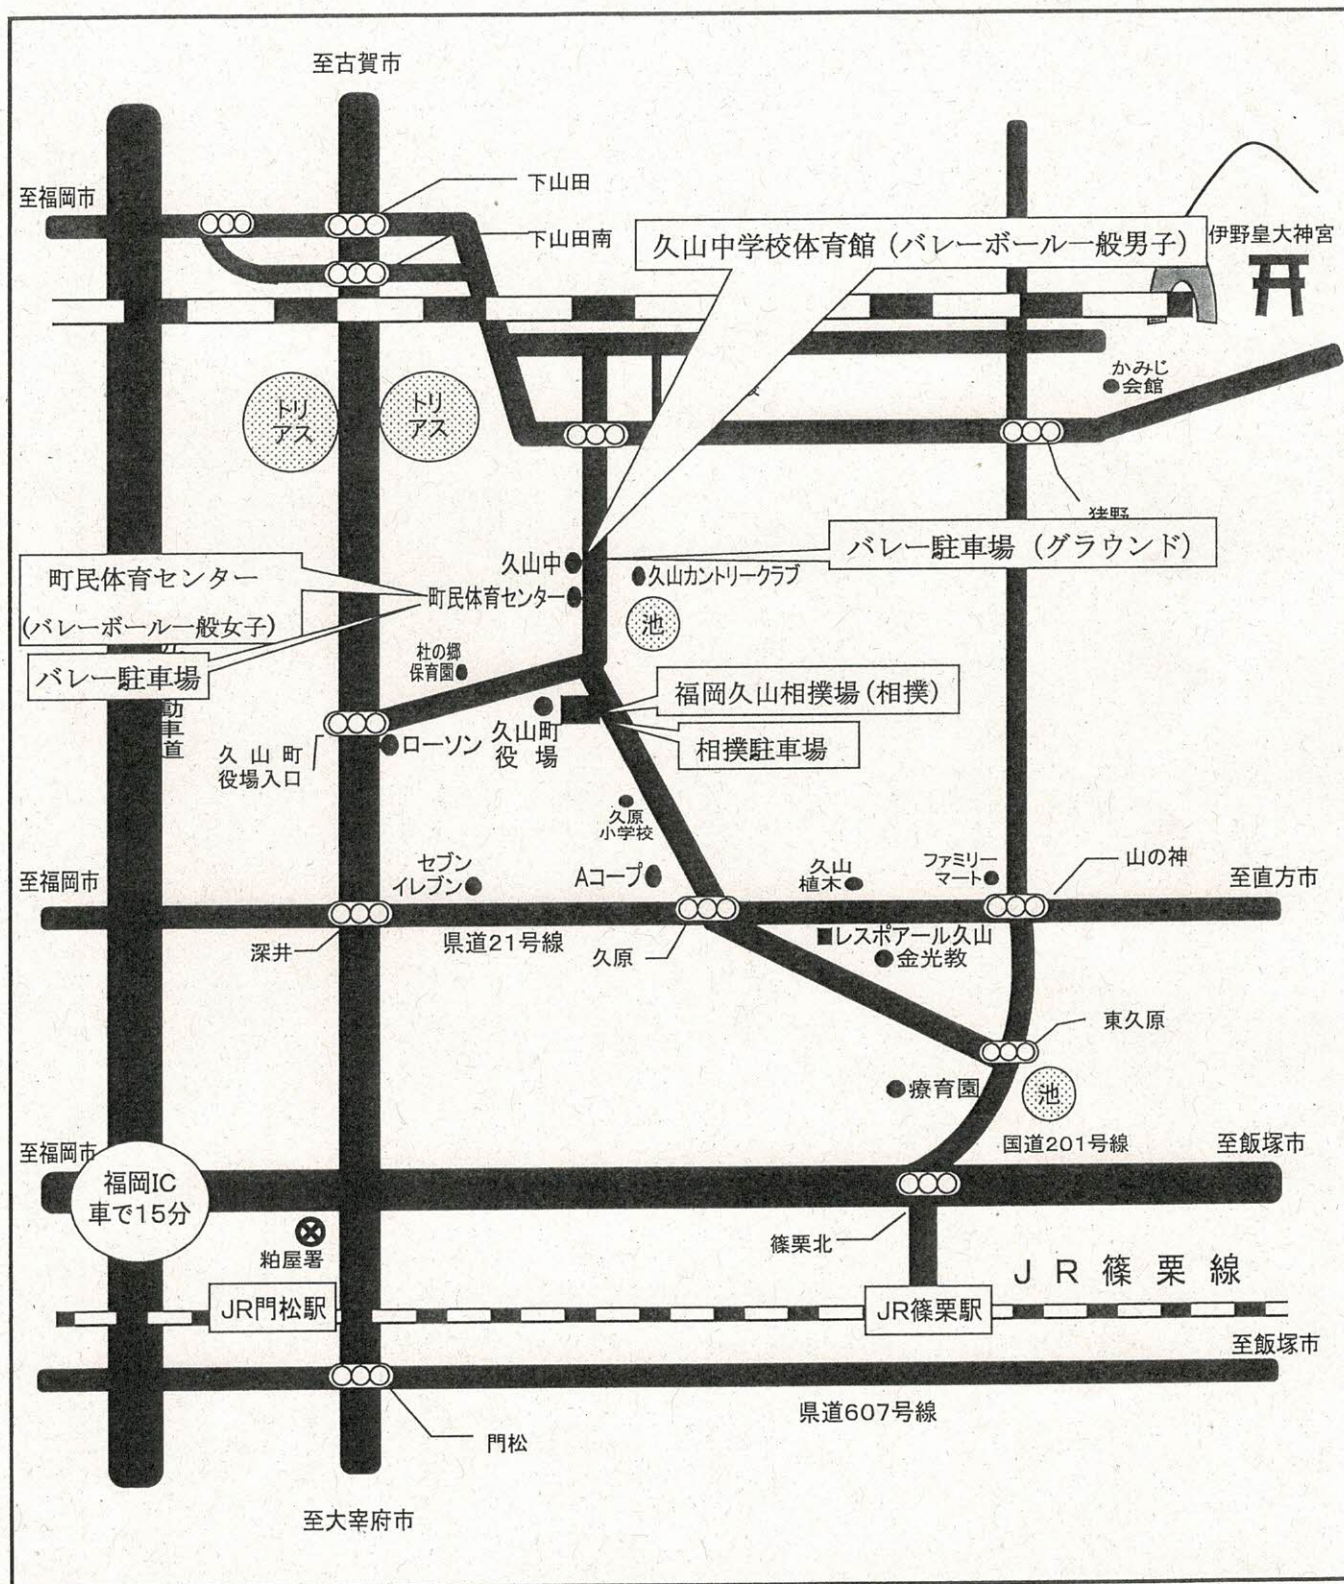 至古賀市
下山田
至福岡市
下山田南
久山中学校体育館（バレーボール一般男子）
伊野皇大神宮
かみじ
会館
トリ
アス
トリ
アス
猪野
バレー駐車場（グラウンド）
久山中
久山カントリークラブ
町民体育センター
(バレーボール一般女子)
町民体育センター
池
バレー駐車場
動車道
杜の郷
保育園
福岡久山相撲場(相撲)
相撲駐車場
久山町
役場
ローソン
久山町
役場入口
久原
小学校
セブン
イレブン
Aコープ
久山
植木
ファミリー
マート
山の神
至福岡市
至直方市
深井
県道21号線
久原
■レスポアール久山
金光教
東久原
療育園
池
国道201号線
至福岡市
至飯塚市
福岡IC
車で15分
粕屋署
篠栗北
JR篠栗線
JR門松駅
JR篠栗駅
至飯塚市
県道607号線
門松
至大宰府市